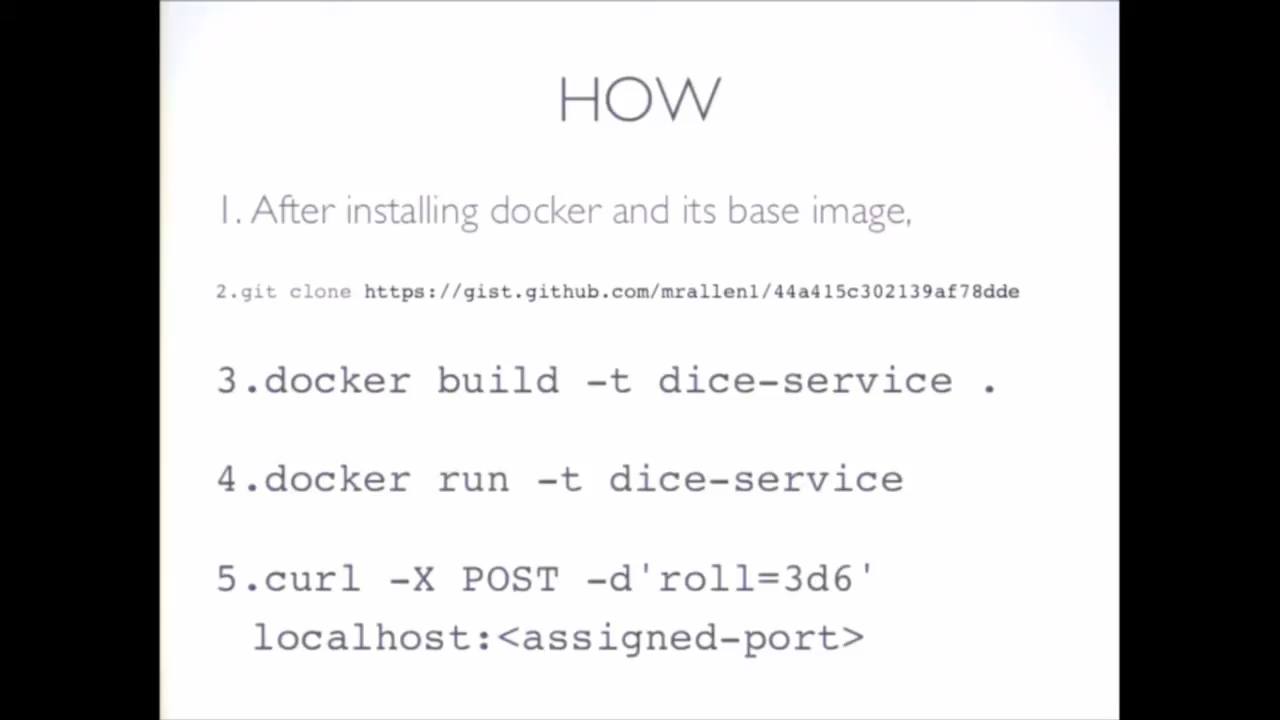 HOW
1. After installing docker and its base image,
2.git clone https://gist.github.com/mrallen1/44a415c302139af78dde
3.docker build -t dice-service .
4.docker run -t dice-service
5.curl -X POST -d'roll=3d6'
localhost:<assigned-port>